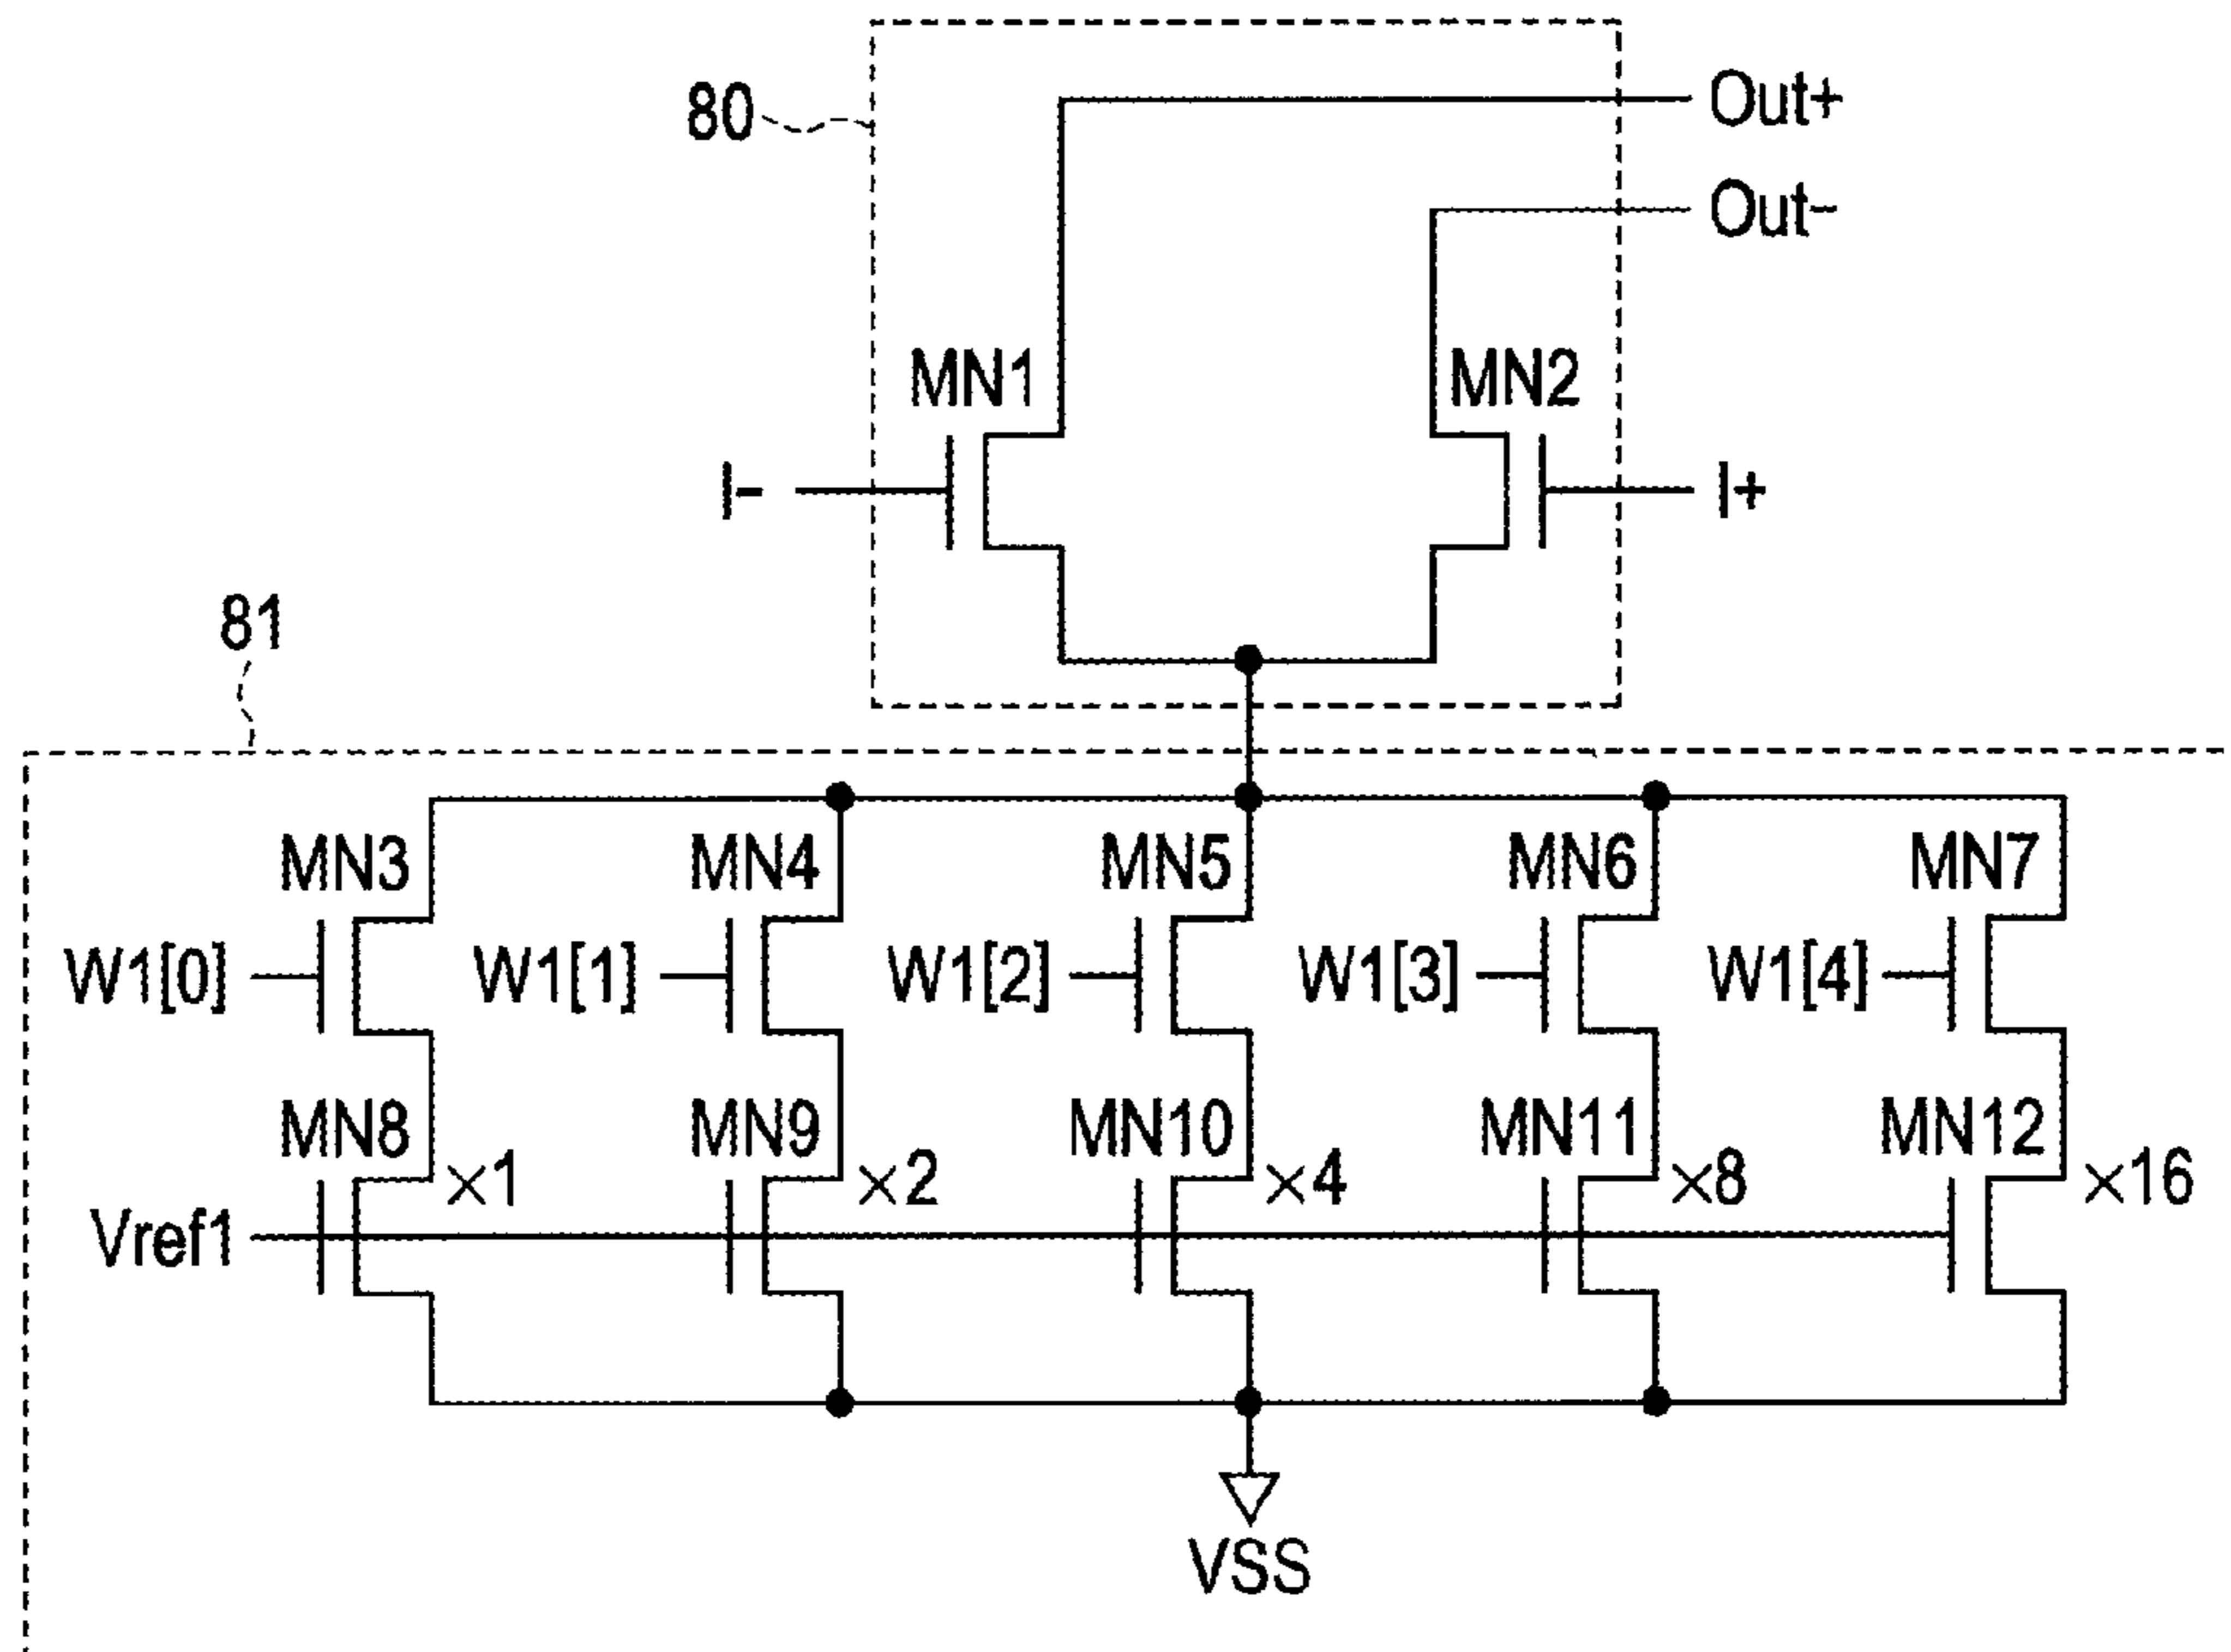 80
Out+
Out-
MN1
MN2
I-
I+
81
MN3
MN4
MN5
MN6
MN7
W1[0]
W1[1]
W1[2]
W1[3]
W1[4]
MN8
MN9
MN10
MN11
MN12
×1
×2
×4
×8
×16
Vref1
VSS